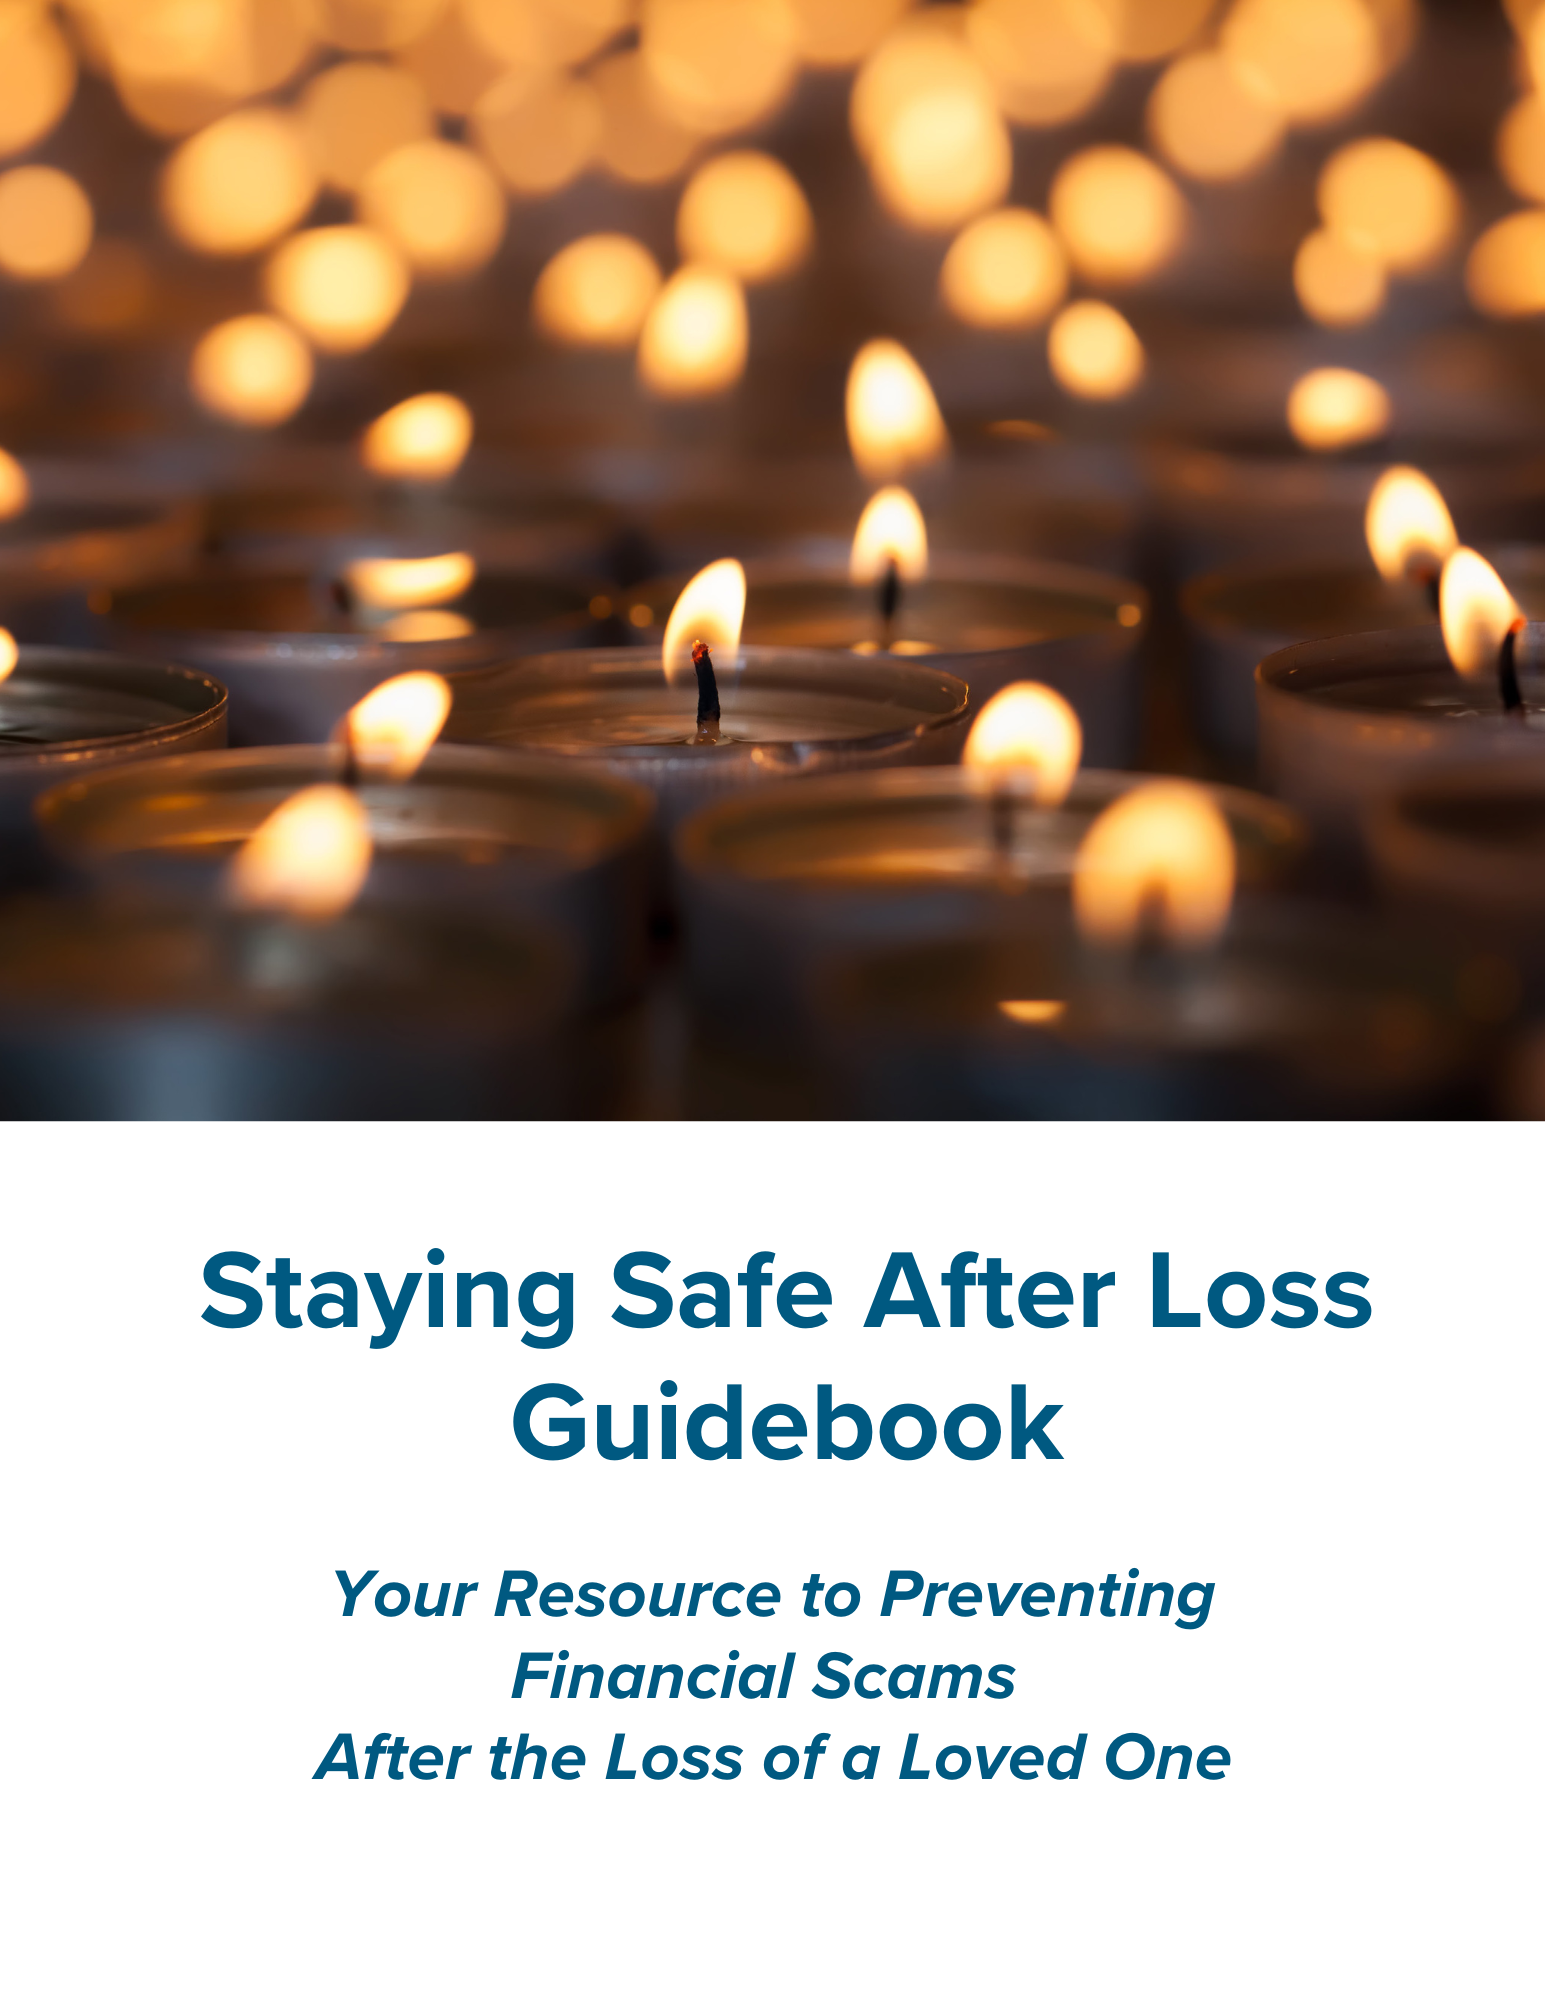 Staying Safe After Loss
Guidebook
Your Resource to Preventing
Financial Scams
After the Loss of a Loved One